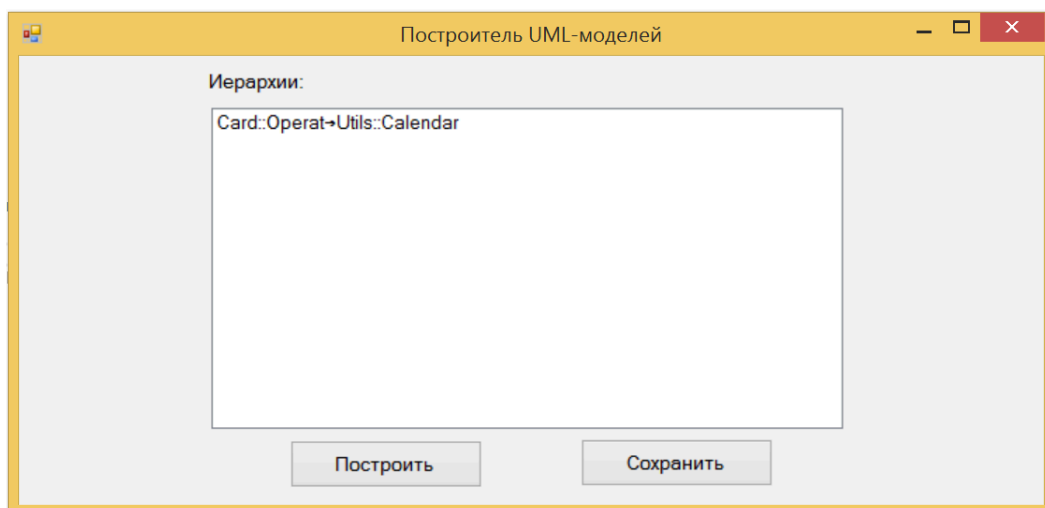 Построитель UML-моделей
Иерархии:
Card::Operat→Utils::Calendar
Построить
Сохранить